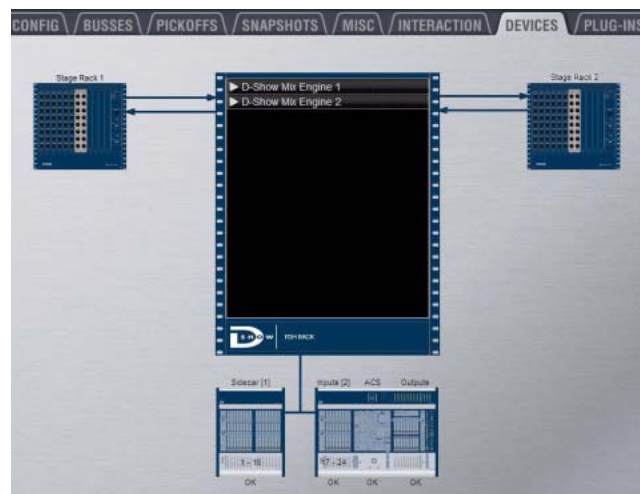 CONFIG BUSSES PICKOFFS SNAPSHOTS MISC INTERACTION DEVICES PLUG-INS
Stage Rack 1
Stage Rack 2
D-Show Mix Engine 1
D-Show Mix Engine 2
D SHOW FOH RACK
Sidecar [1]
Inputs [2] ACS Outputs
1 - 16
17 - 24
OK
OK OK OK